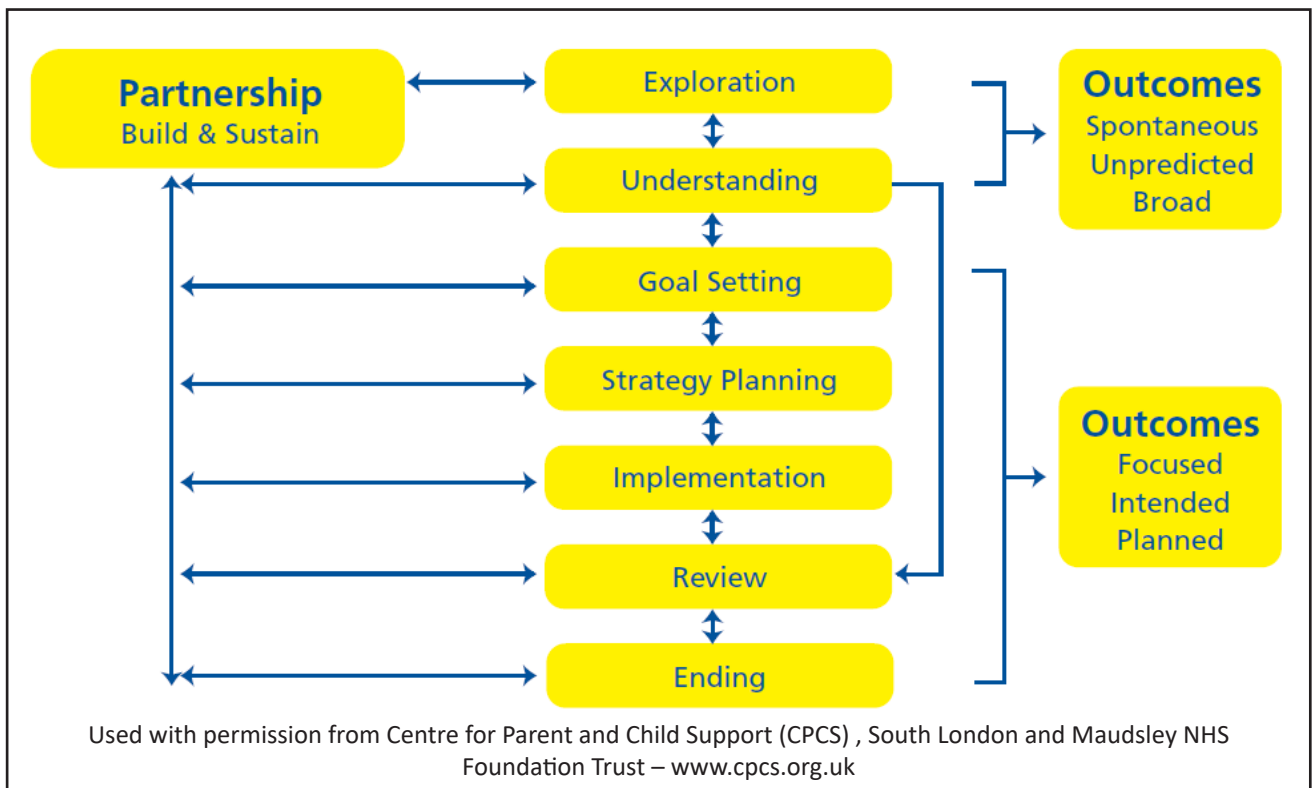 Partnership
Build & Sustain
Exploration
Understanding
Goal Setting
Strategy Planning
Implementation
Review
Ending
Outcomes
Spontaneous
Unpredicted
Broad
Outcomes
Focused
Intended
Planned
Used with permission from Centre for Parent and Child Support (CPCS) , South London and Maudsley NHS
Foundation Trust – www.cpcs.org.uk